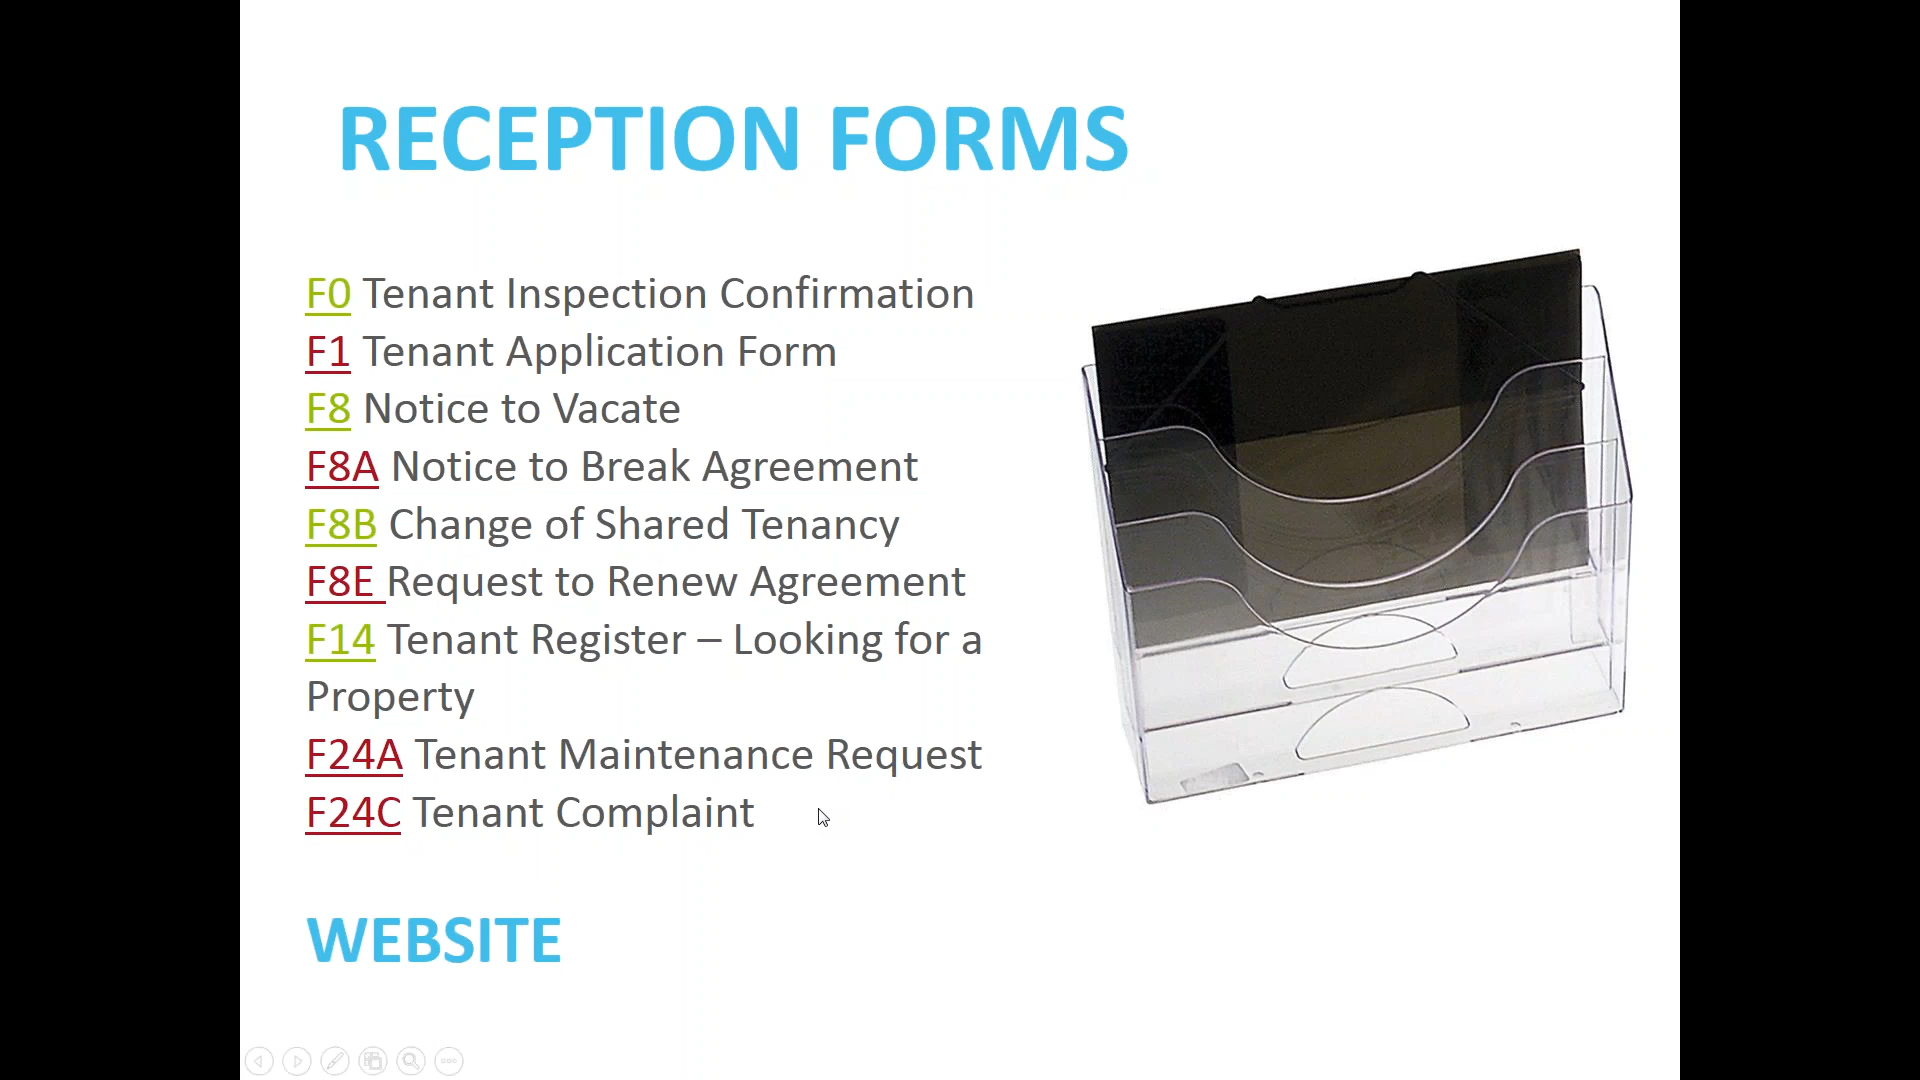 RECEPTION FORMS
F0 Tenant Inspection Confirmation
F1 Tenant Application Form
F8 Notice to Vacate
F8A Notice to Break Agreement
F8B Change of Shared Tenancy
F8E Request to Renew Agreement
F14 Tenant Register – Looking for a
Property
F24A Tenant Maintenance Request
F24C Tenant Complaint
WEBSITE